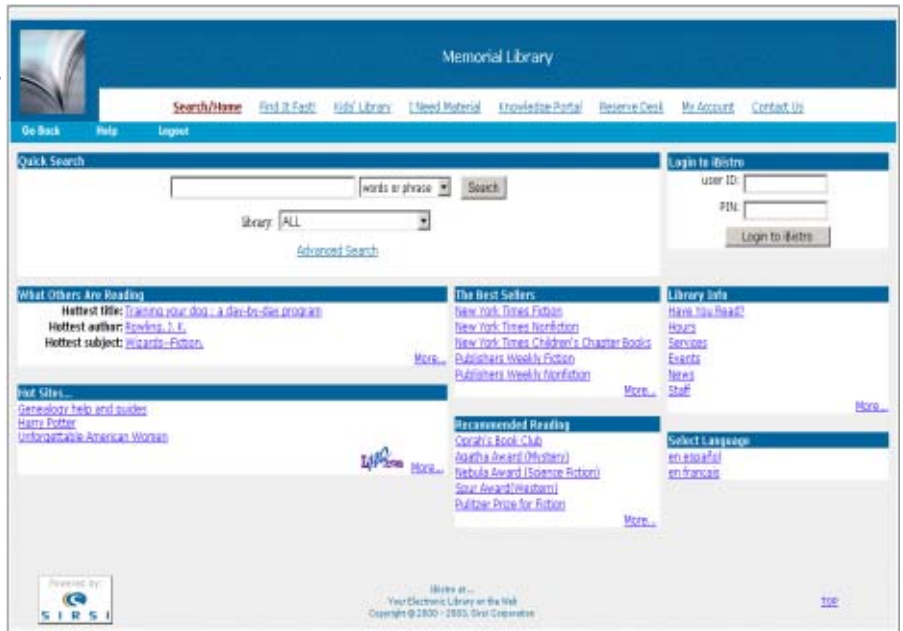 Memorial Library
Search/Home Find It Fast! Kids' Library I Need Material Knowledge Portal Reserve Desk My Account Contact Us
Go Back Help Logout
Quick Search
words or phrase Search
library: ALL
Advanced Search
Login to iBistro
user ID:
PIN:
Login to iBistro
What Others Are Reading
Hottest title: Training your dog : a day-by-day program
Hottest author: Rowling, J. K.
Hottest subject: Wizards--Fiction.
More...
Hot Sites...
Genealogy help and guides
Harry Potter
Unforgettable American Women
More...
The Best Sellers
New York Times Fiction
New York Times Nonfiction
New York Times Children's Chapter Books
Publishers Weekly Fiction
Publishers Weekly Nonfiction
More...
Recommended Reading
Oprah's Book Club
Agatha Award (Mystery)
Nebula Award (Science Fiction)
Spur Award(Western)
Pulitzer Prize for Fiction
More...
Library Info
Have You Read?
Hours
Services
Events
News
Staff
More...
Select Language
en español
en francais
Powered by:
SIRSI
iBistro at...
Your Electronic Library on the Web
Copyright © 2000 - 2003, Sirsi Corporation
TOP